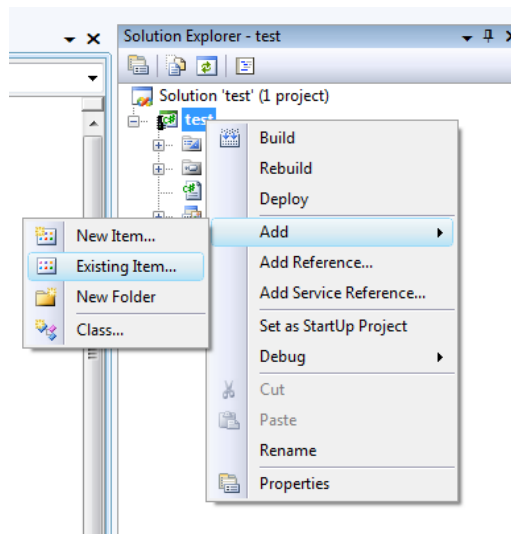 Solution Explorer - test
Solution 'test' (1 project)
test
Build
Rebuild
Deploy
Add
Add Reference...
Add Service Reference...
Set as StartUp Project
Debug
Cut
Paste
Rename
Properties
New Item...
Existing Item...
New Folder
Class...